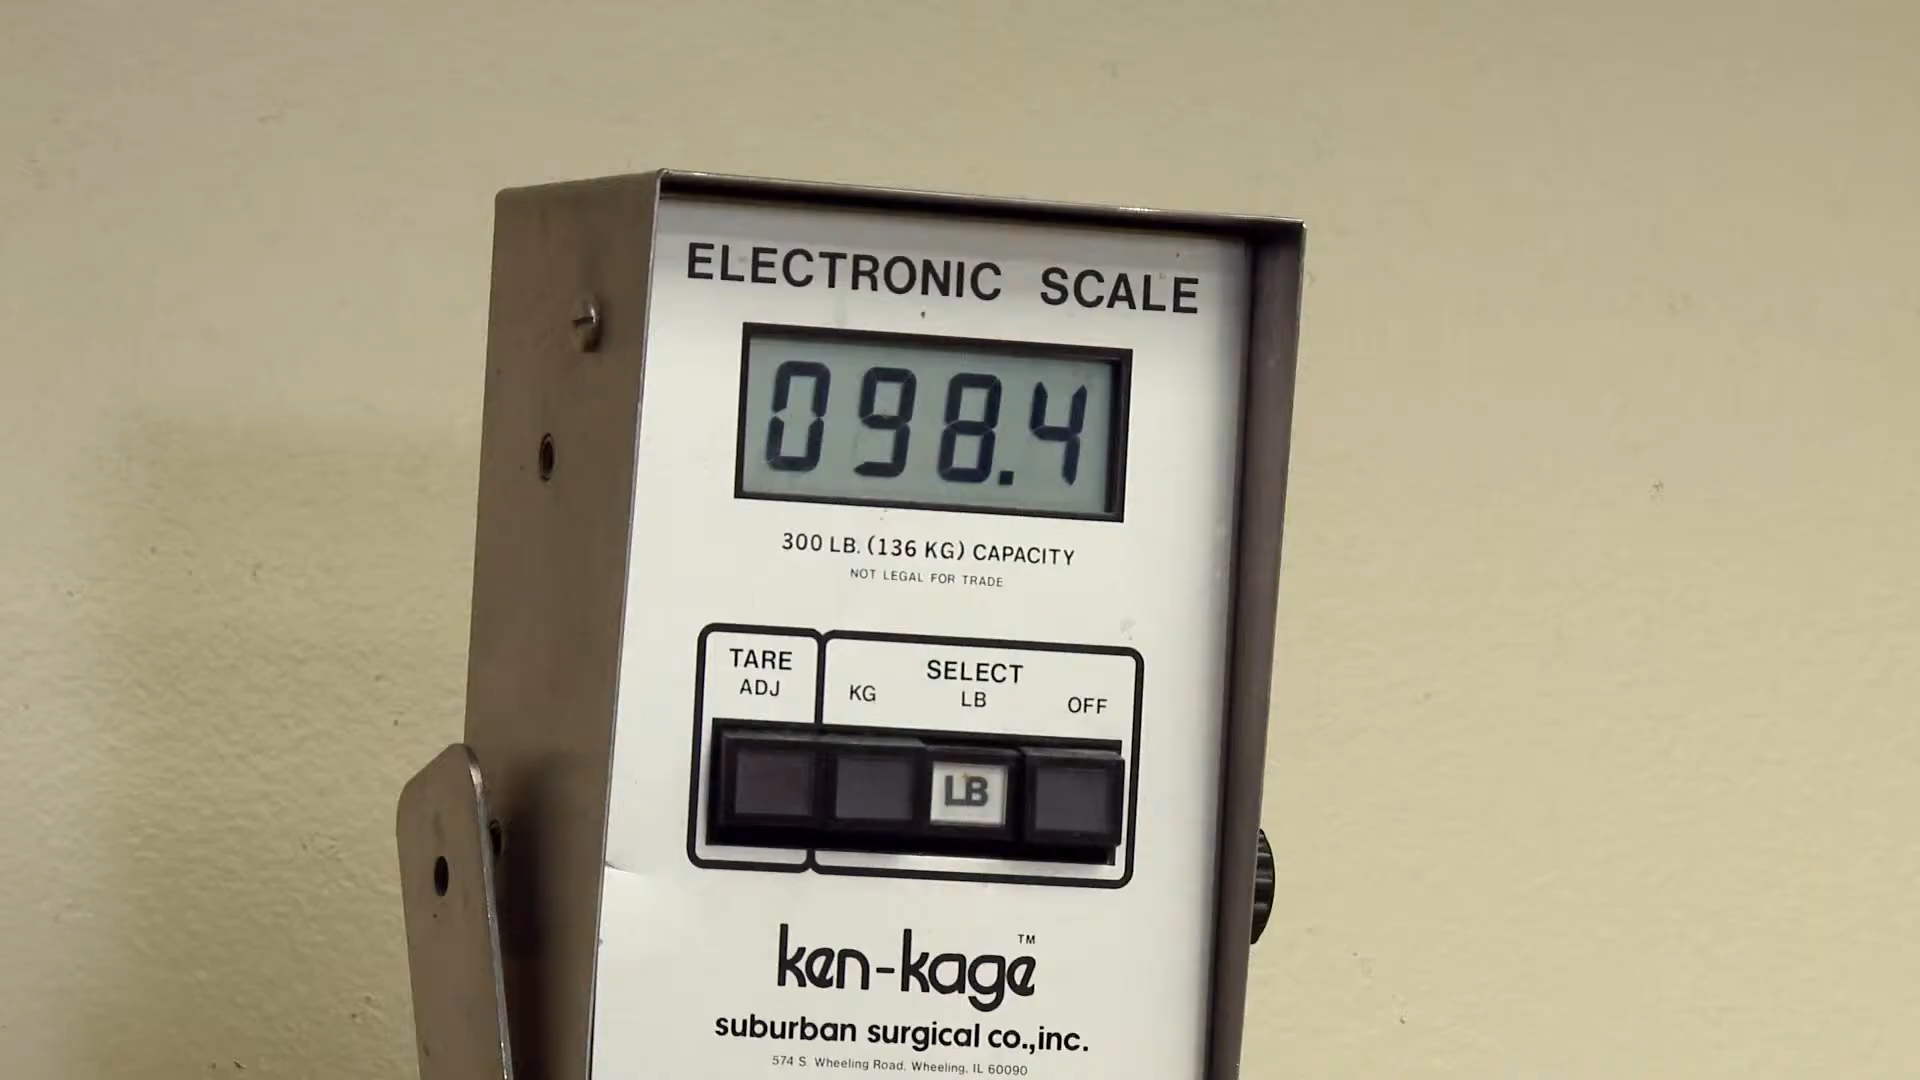 ELECTRONIC SCALE
098.4
300 LB. (136 KG) CAPACITY
NOT LEGAL FOR TRADE
TARE
ADJ
SELECT
KG LB OFF
LB
ken-kage™
suburban surgical co.,inc.
574 S. Wheeling Road, Wheeling, IL 60090